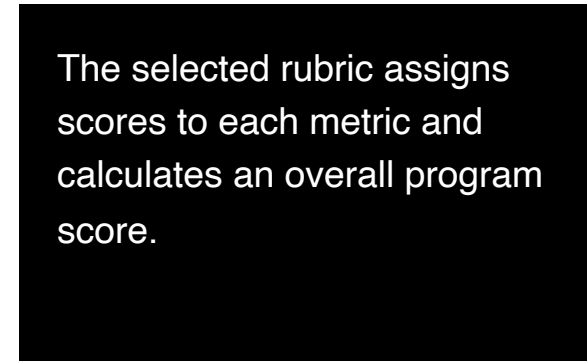 The selected rubric assigns
scores to each metric and
calculates an overall program
score.